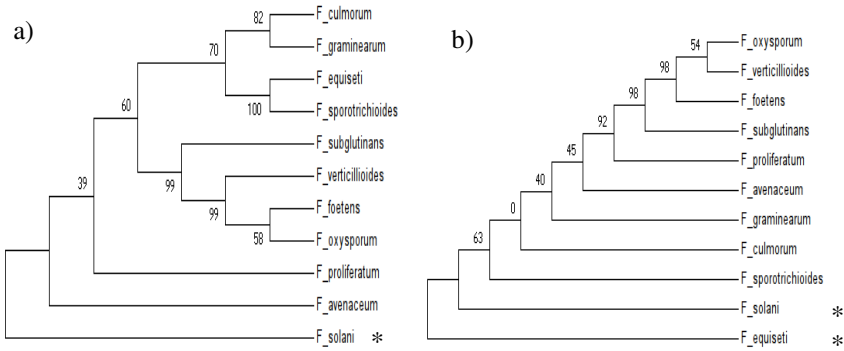 a)
82
F_culmorum
F_graminearum
70
F_equiseti
100
F_sporotrichioides
60
F_subglutinans
99
F_verticillioides
99
F_foetens
58
F_oxysporum
39
F_proliferatum
F_avenaceum
F_solani *
b)
54
F_oxysporum
F_verticillioides
98
F_foetens
98
F_subglutinans
92
F_proliferatum
45
F_avenaceum
40
F_graminearum
0
F_culmorum
63
F_sporotrichioides
F_solani *
F_equiseti *